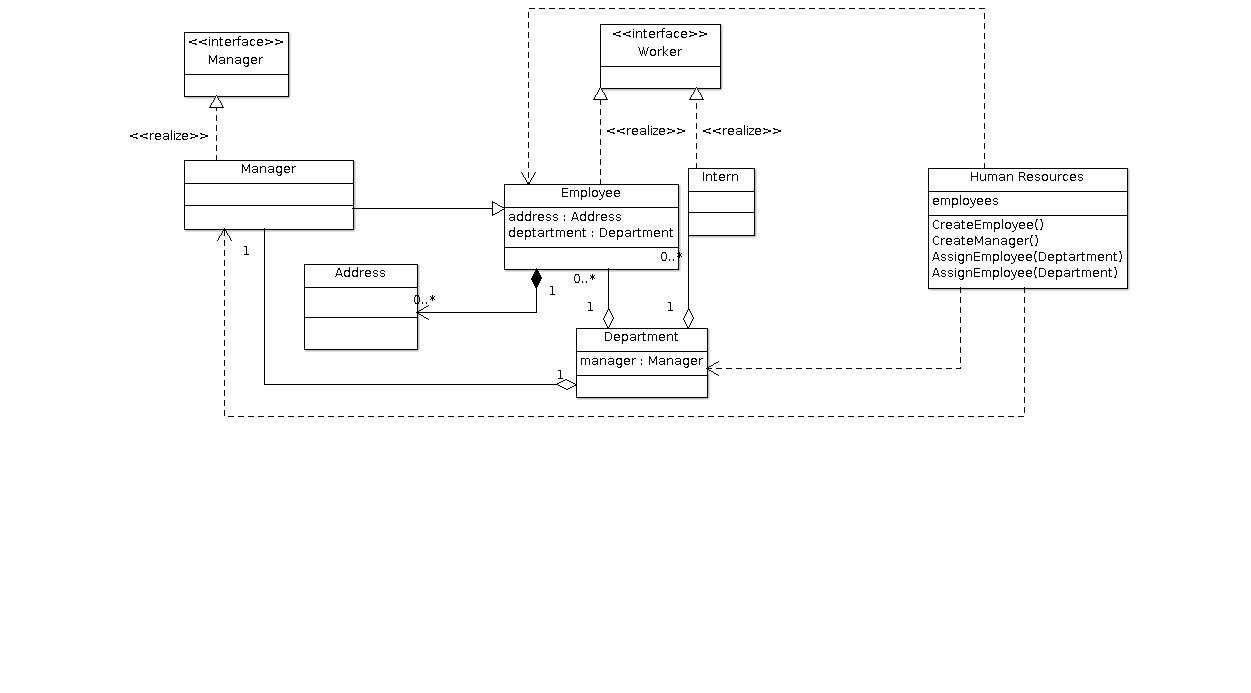 <<interface>>
Manager
<<interface>>
Worker
<<realize>>
<<realize>>
<<realize>>
Manager
Employee
address : Address
deptartment : Department
Intern
Human Resources
employees
CreateEmployee()
CreateManager()
AssignEmployee(Deptartment)
AssignEmployee(Department)
1
0..*
Address
0..*
1
0..*
1
1
Department
manager : Manager
1